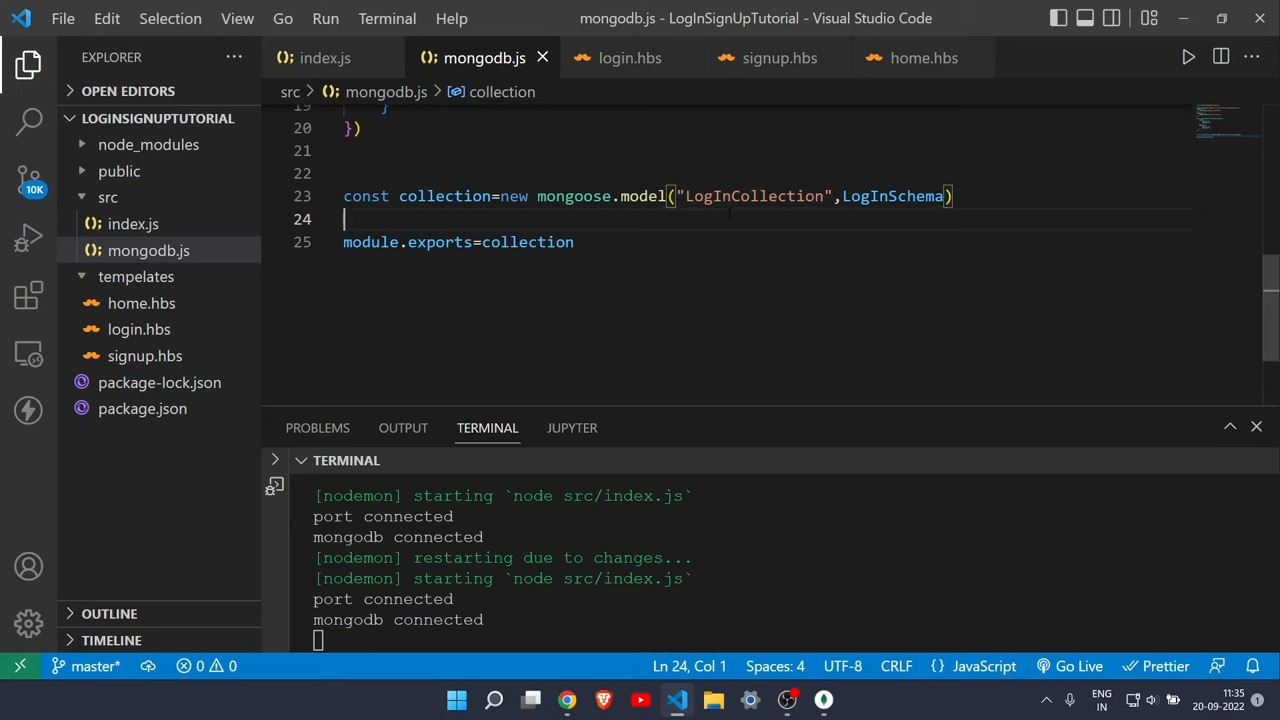 File Edit Selection View Go Run Terminal Help mongodb.js - LogInSignUpTutorial - Visual Studio Code
EXPLORER ... index.js mongodb.js login.hbs signup.hbs home.hbs
OPEN EDITORS
src > mongodb.js > collection
LOGINSIGNUPTUTORIAL
node_modules
public
src
index.js
mongodb.js
tempelates
home.hbs
login.hbs
signup.hbs
package-lock.json
package.json
OUTLINE
TIMELINE
10K
19 }
20 })
21
22
23 const collection=new mongoose.model("LogInCollection",LogInSchema)
24
25 module.exports=collection
PROBLEMS OUTPUT TERMINAL JUPYTER
TERMINAL
[nodemon] starting `node src/index.js`
port connected
mongodb connected
[nodemon] restarting due to changes...
[nodemon] starting `node src/index.js`
port connected
mongodb connected
master* 0 0 Ln 24, Col 1 Spaces: 4 UTF-8 CRLF {} JavaScript Go Live Prettier
ENG
IN
11:35
20-09-2022
1